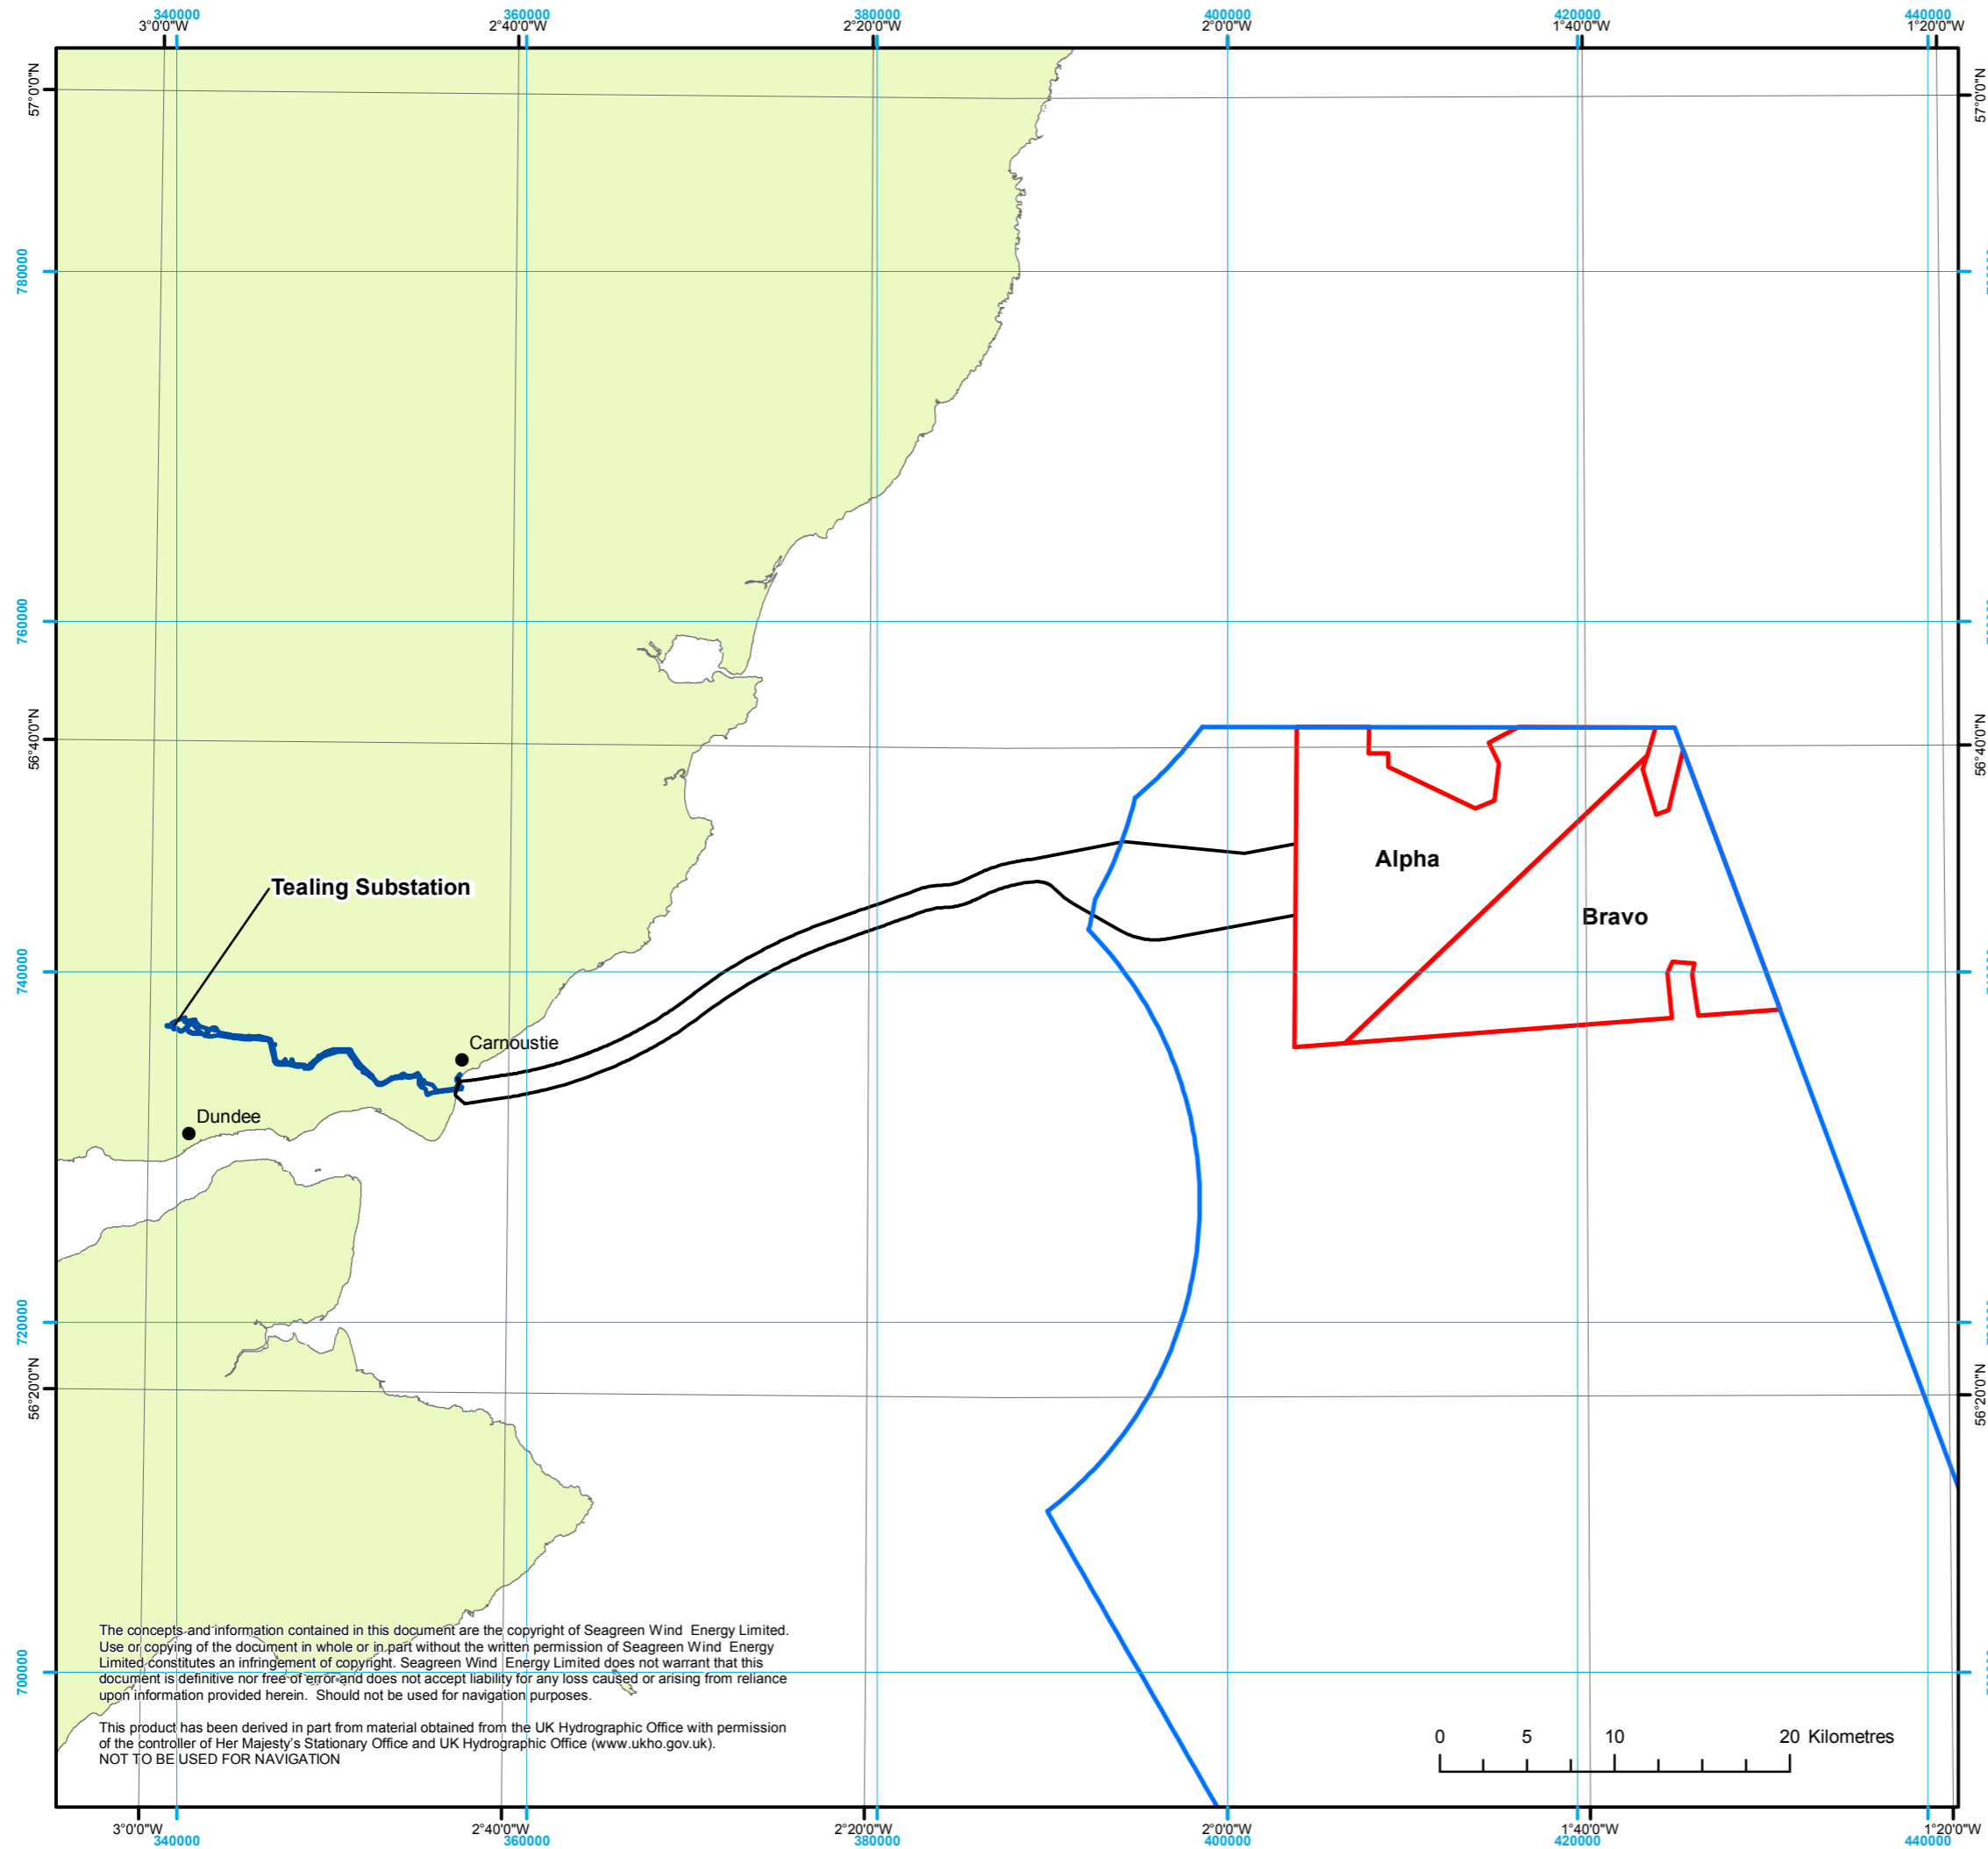 340000 360000 380000 400000 420000 440000
3°0'0"W 2°40'0"W 2°20'0"W 2°0'0"W 1°40'0"W 1°20'0"W
57°0'0"N
57°0'0"N
780000
760000
56°40'0"N
56°40'0"N
Alpha
Tealing Substation
Bravo
740000
Carnoustie
Dundee
720000
56°20'0"N
56°20'0"N
The concepts and information contained in this document are the copyright of Seagreen Wind Energy Limited.
Use or copying of the document in whole or in part without the written permission of Seagreen Wind Energy
Limited constitutes an infringement of copyright. Seagreen Wind Energy Limited does not warrant that this
document is definitive nor free of error and does not accept liability for any loss caused or arising from reliance
upon information provided herein. Should not be used for navigation purposes.
700000
This product has been derived in part from material obtained from the UK Hydrographic Office with permission
of the controller of Her Majesty's Stationary Office and UK Hydrographic Office (www.ukho.gov.uk).
NOT TO BE USED FOR NAVIGATION
0 5 10 20 Kilometres
3°0'0"W 2°40'0"W 2°20'0"W 2°0'0"W 1°40'0"W 1°20'0"W
340000 360000 380000 400000 420000 440000